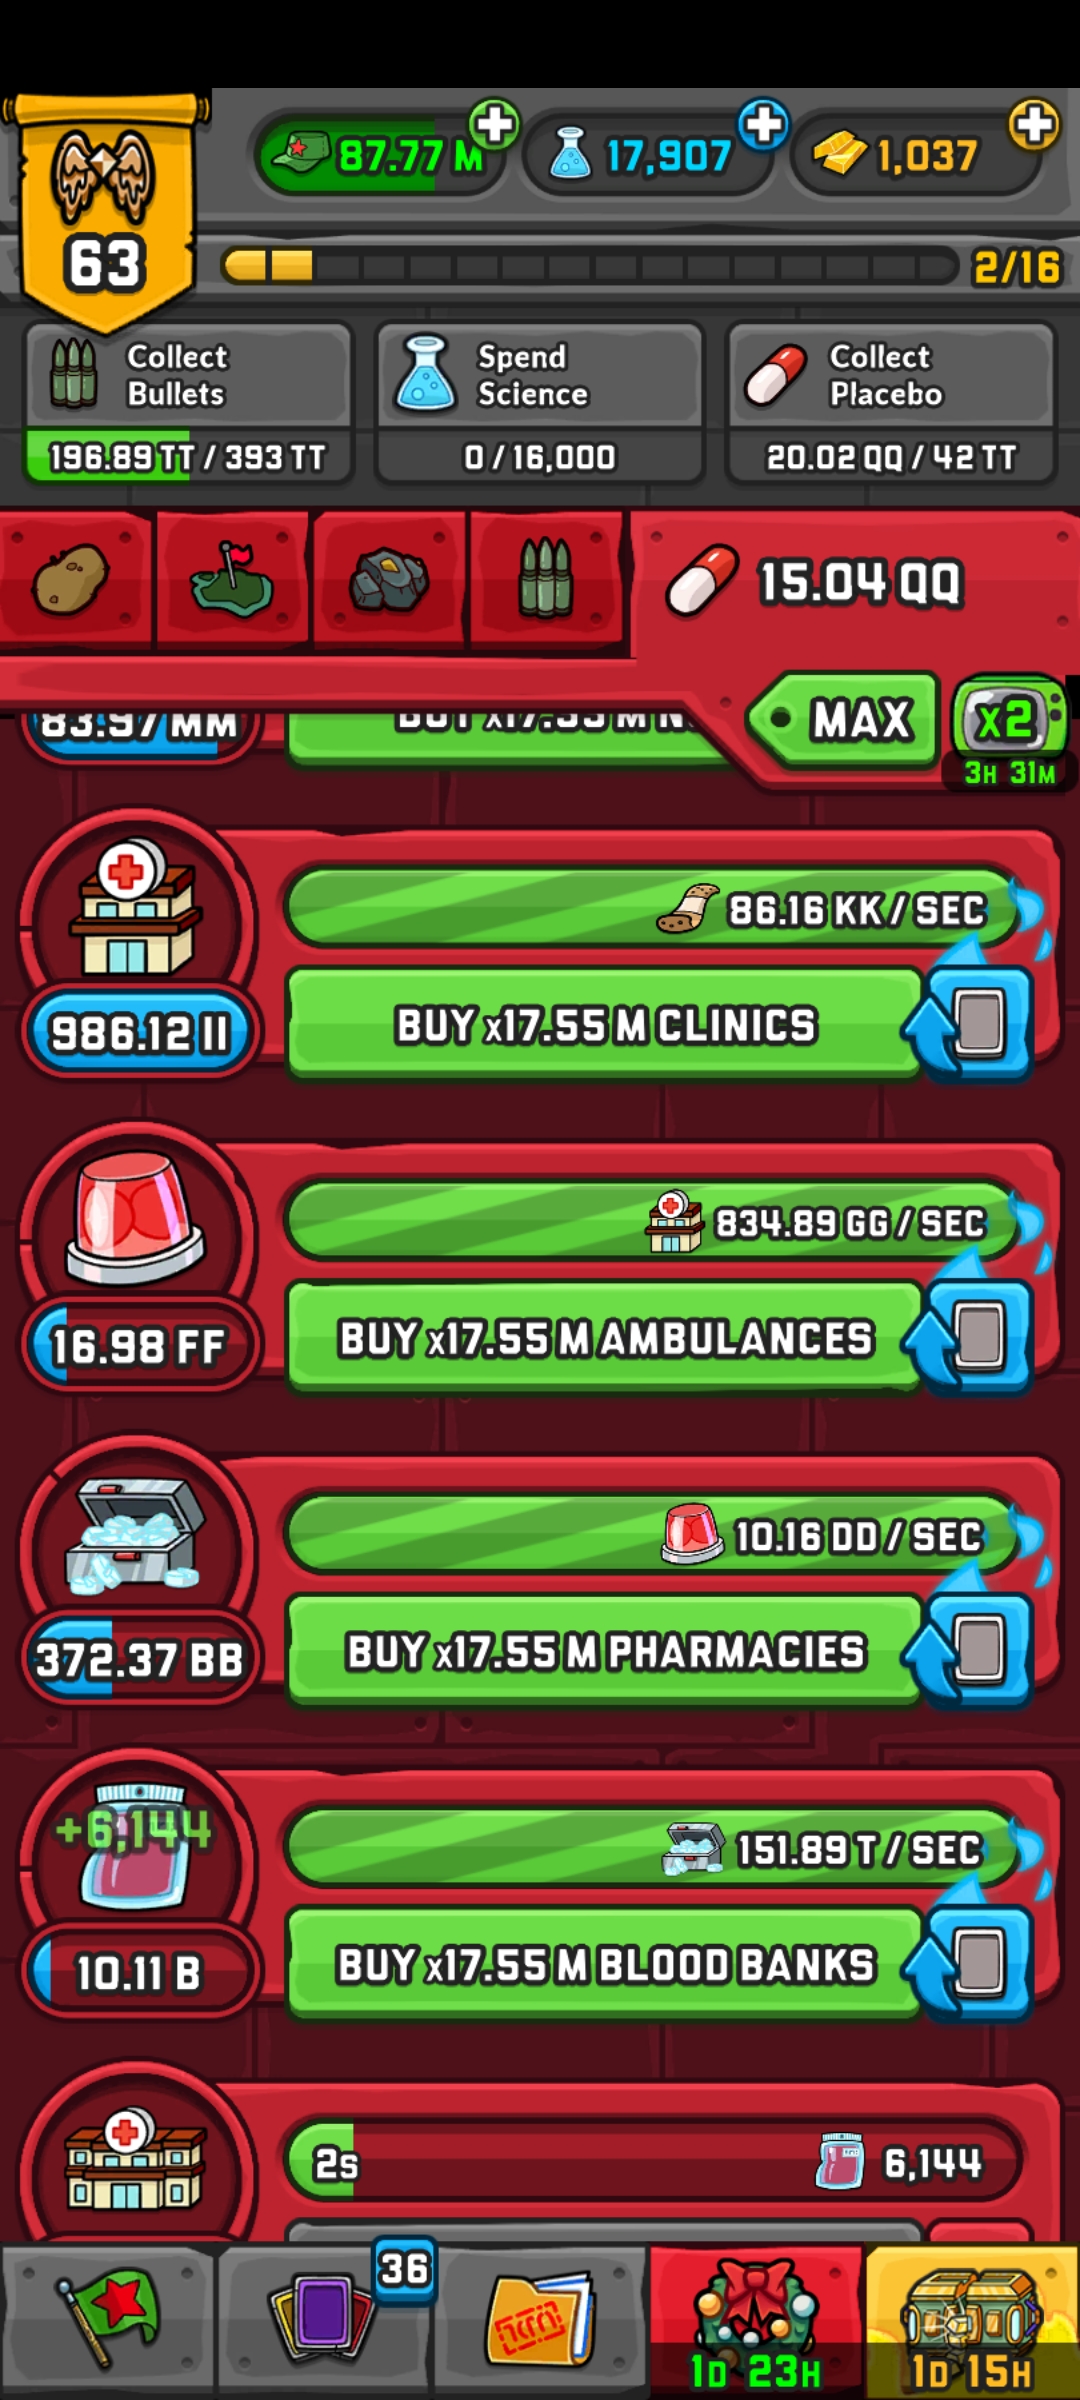 87.77 M
17,907
1,037
63
2/16
Collect
Bullets
Spend
Science
Collect
Placebo
196.89 TT / 393 TT
0 / 16,000
20.02 QQ / 42 TT
15.04 QQ
83.97 MM
BUY x17.55 M N
MAX
x2
3H 31M
86.16 KK / SEC
986.12 II
BUY x17.55 M CLINICS
834.89 GG / SEC
16.98 FF
BUY x17.55 M AMBULANCES
10.16 DD / SEC
372.37 BB
BUY x17.55 M PHARMACIES
+6,144
151.89 T / SEC
10.11 B
BUY x17.55 M BLOOD BANKS
2s
6,144
36
1D 23H
1D 15H